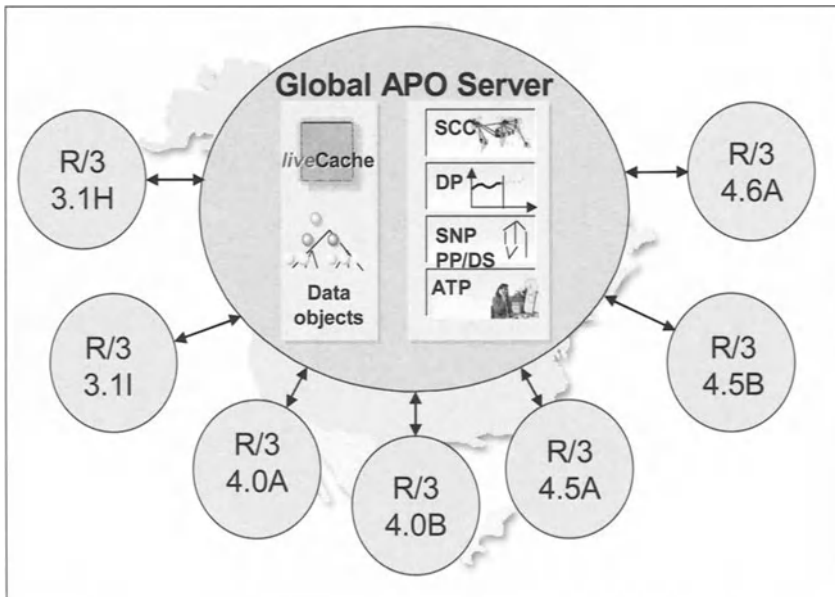 Global APO Server
liveCache
Data
objects
SCC
DP
SNP
PP/DS
ATP
R/3
3.1H
R/3
3.1I
R/3
4.0A
R/3
4.0B
R/3
4.5A
R/3
4.5B
R/3
4.6A